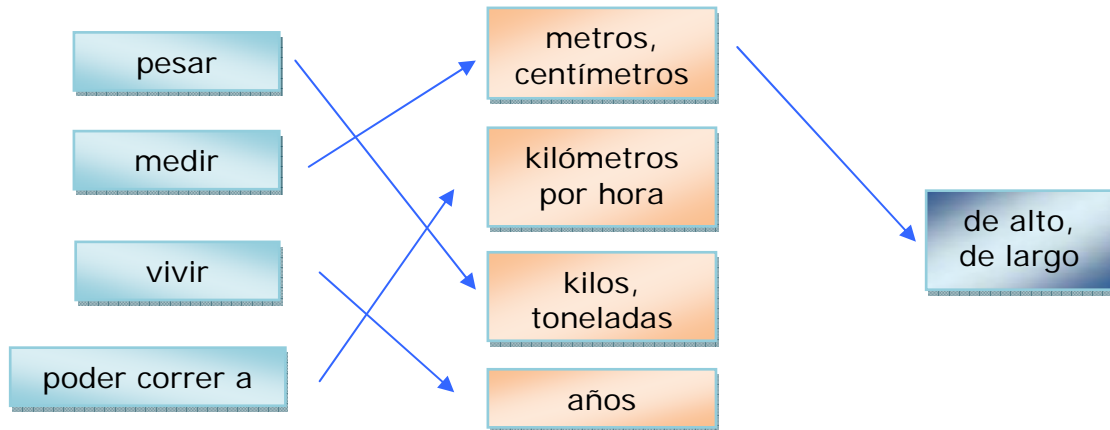 pesar
medir
vivir
poder correr a
metros,
centímetros
kilómetros
por hora
kilos,
toneladas
años
de alto,
de largo